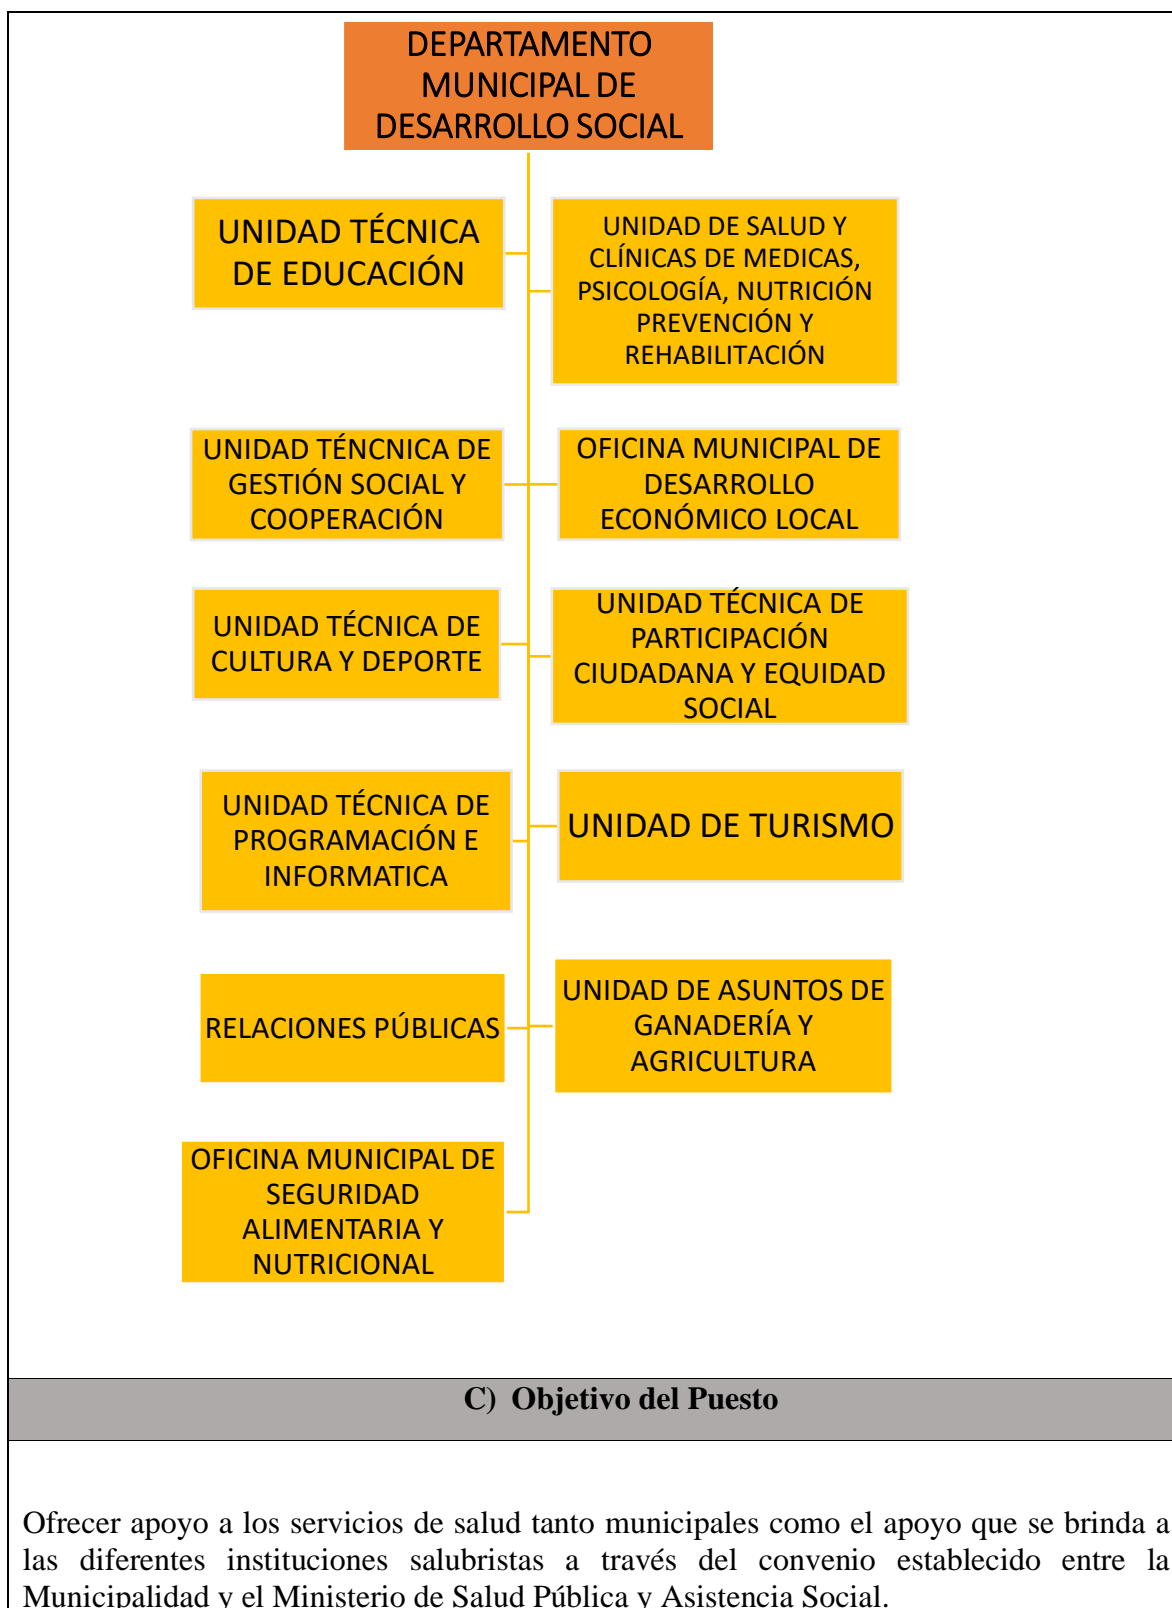 DEPARTAMENTO
MUNICIPAL DE
DESARROLLO SOCIAL
UNIDAD TÉCNICA
DE EDUCACIÓN
UNIDAD DE SALUD Y
CLÍNICAS DE MEDICAS,
PSICOLOGÍA, NUTRICIÓN
PREVENCIÓN Y
REHABILITACIÓN
UNIDAD TÉNCNICA DE
GESTIÓN SOCIAL Y
COOPERACIÓN
OFICINA MUNICIPAL DE
DESARROLLO
ECONÓMICO LOCAL
UNIDAD TÉCNICA DE
CULTURA Y DEPORTE
UNIDAD TÉCNICA DE
PARTICIPACIÓN
CIUDADANA Y EQUIDAD
SOCIAL
UNIDAD TÉCNICA DE
PROGRAMACIÓN E
INFORMATICA
UNIDAD DE TURISMO
RELACIONES PÚBLICAS
UNIDAD DE ASUNTOS DE
GANADERÍA Y
AGRICULTURA
OFICINA MUNICIPAL DE
SEGURIDAD
ALIMENTARIA Y
NUTRICIONAL
C) Objetivo del Puesto
Ofrecer apoyo a los servicios de salud tanto municipales como el apoyo que se brinda a
las diferentes instituciones salubristas a través del convenio establecido entre la
Municipalidad y el Ministerio de Salud Pública y Asistencia Social.